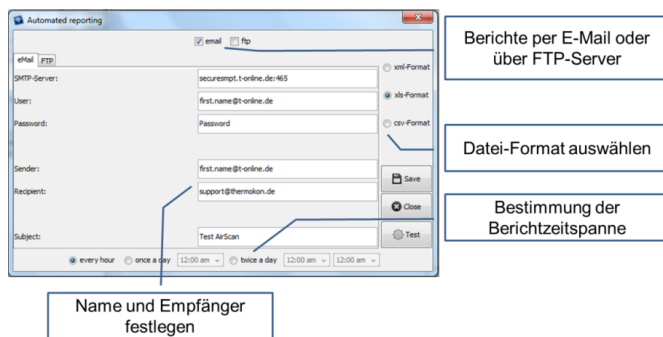 Automated reporting
email ftp
eMail FTP
SMTP-Server: securesmpt.t-online.de:465
User: first.name@t-online.de
Password: Password
Sender: first.name@t-online.de
Recipient: support@thermokon.de
Subject: Test AirScan
xml-Format
xls-Format
csv-Format
Save
Close
Test
every hour once a day 12:00 am twice a day 12:00 am 12:00 am
Berichte per E-Mail oder
über FTP-Server
Datei-Format auswählen
Bestimmung der
Berichtzeitspanne
Name und Empfänger
festlegen